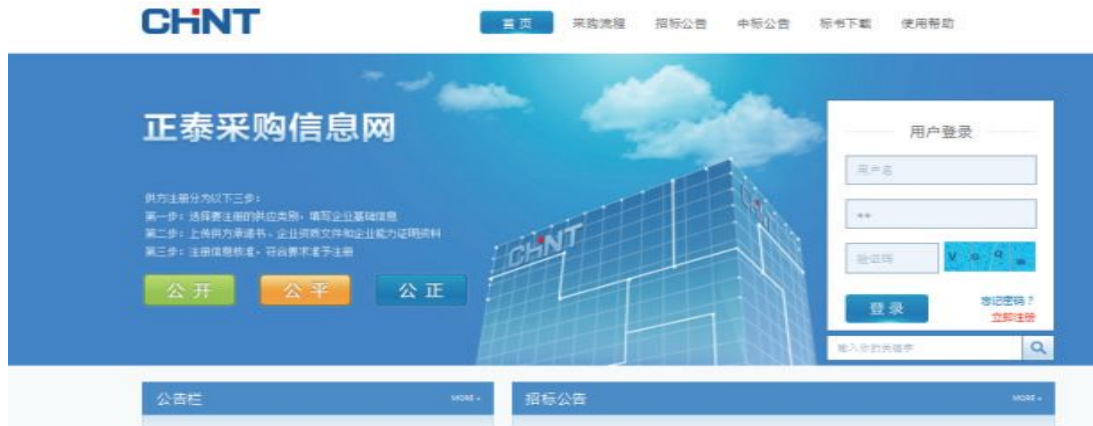 CHNT
首页 采购流程 招标公告 中标公告 标书下载 使用帮助
正泰采购信息网
供方注册分为以下三步：
第一步：选择要注册的供应类别，填写企业基础信息
第二步：上传供方承诺书、企业资质文件和企业能力证明资料
第三步：注册信息核准，符合要求准予注册
公开 公平 公正
CHNT
用户登录
用户名
**
验证码
登录
忘记密码？
立即注册
输入你的关键字
公告栏 MORE
招标公告 MORE